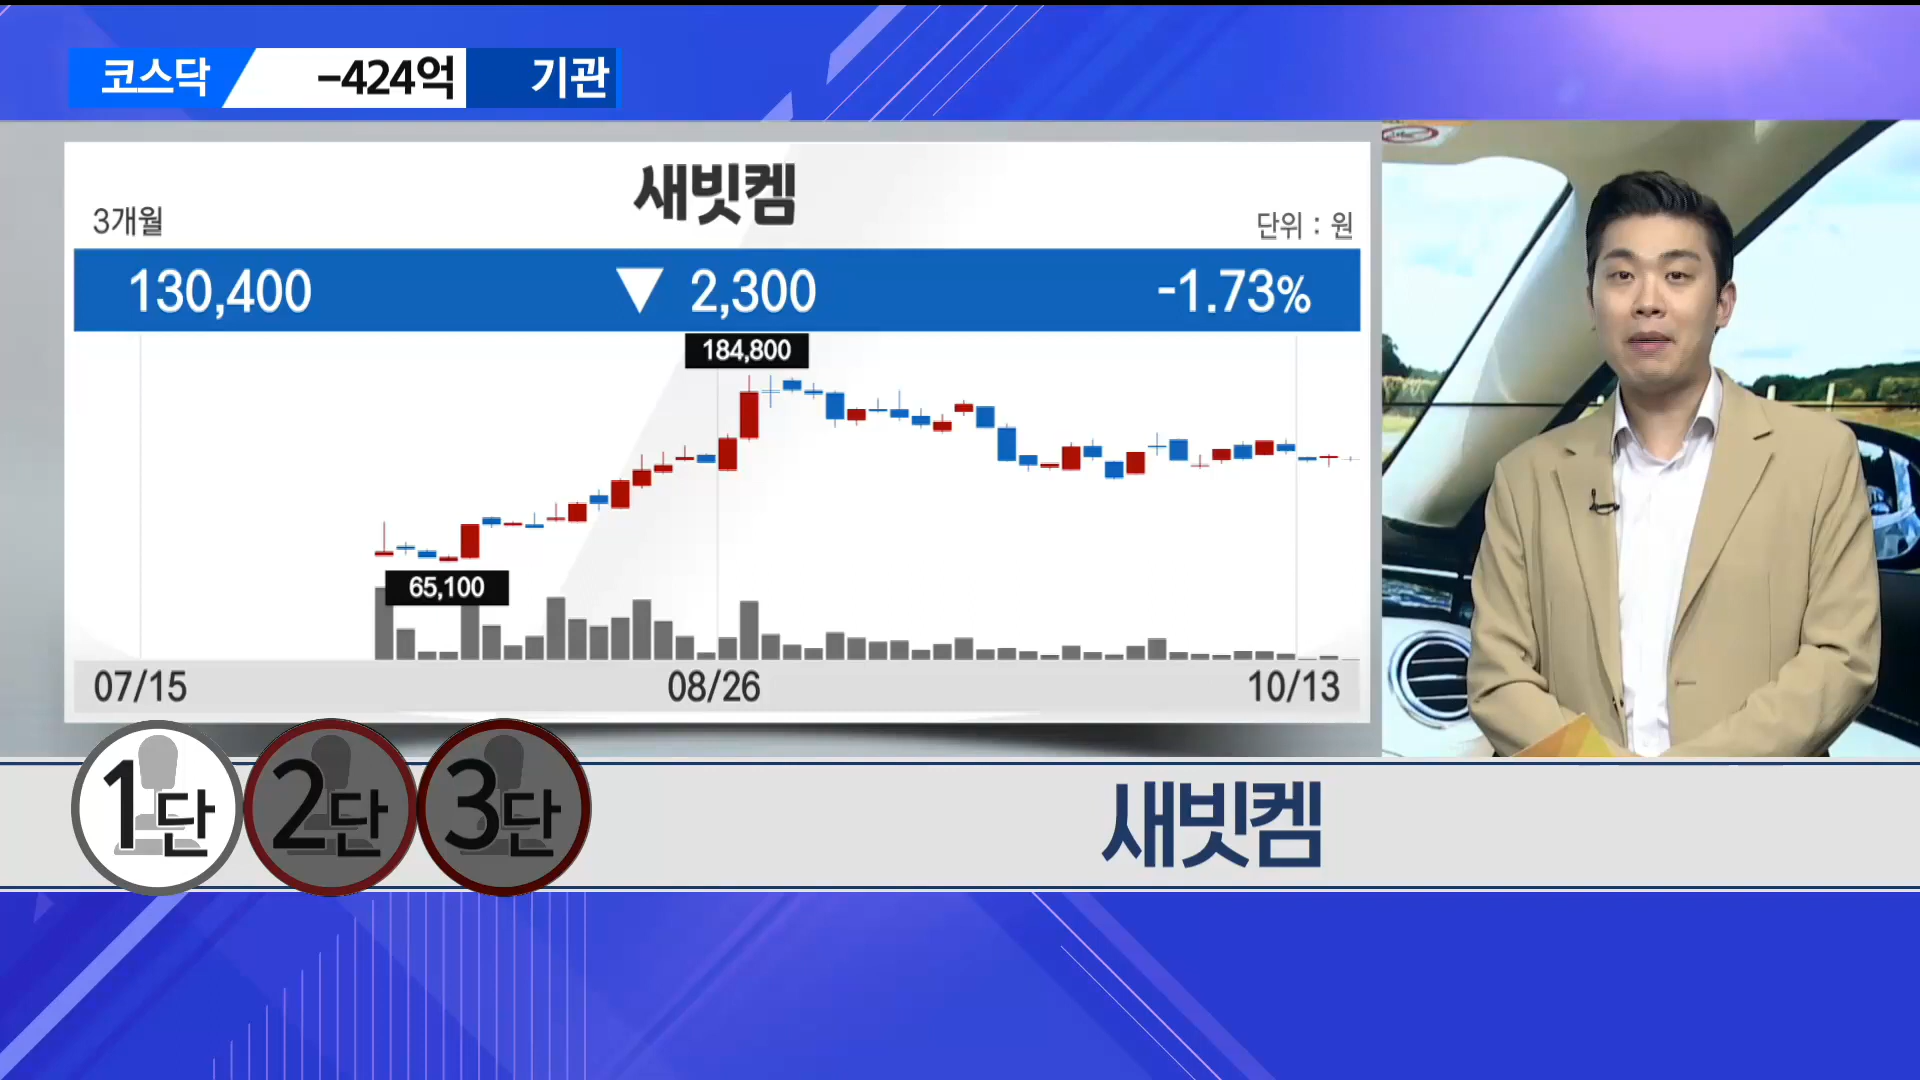 코스닥 -424억 기관
새빗켐
3개월
단위 : 원
130,400 ▼ 2,300 -1.73%
184,800
65,100
07/15 08/26 10/13
1단 2단 3단 새빗켐